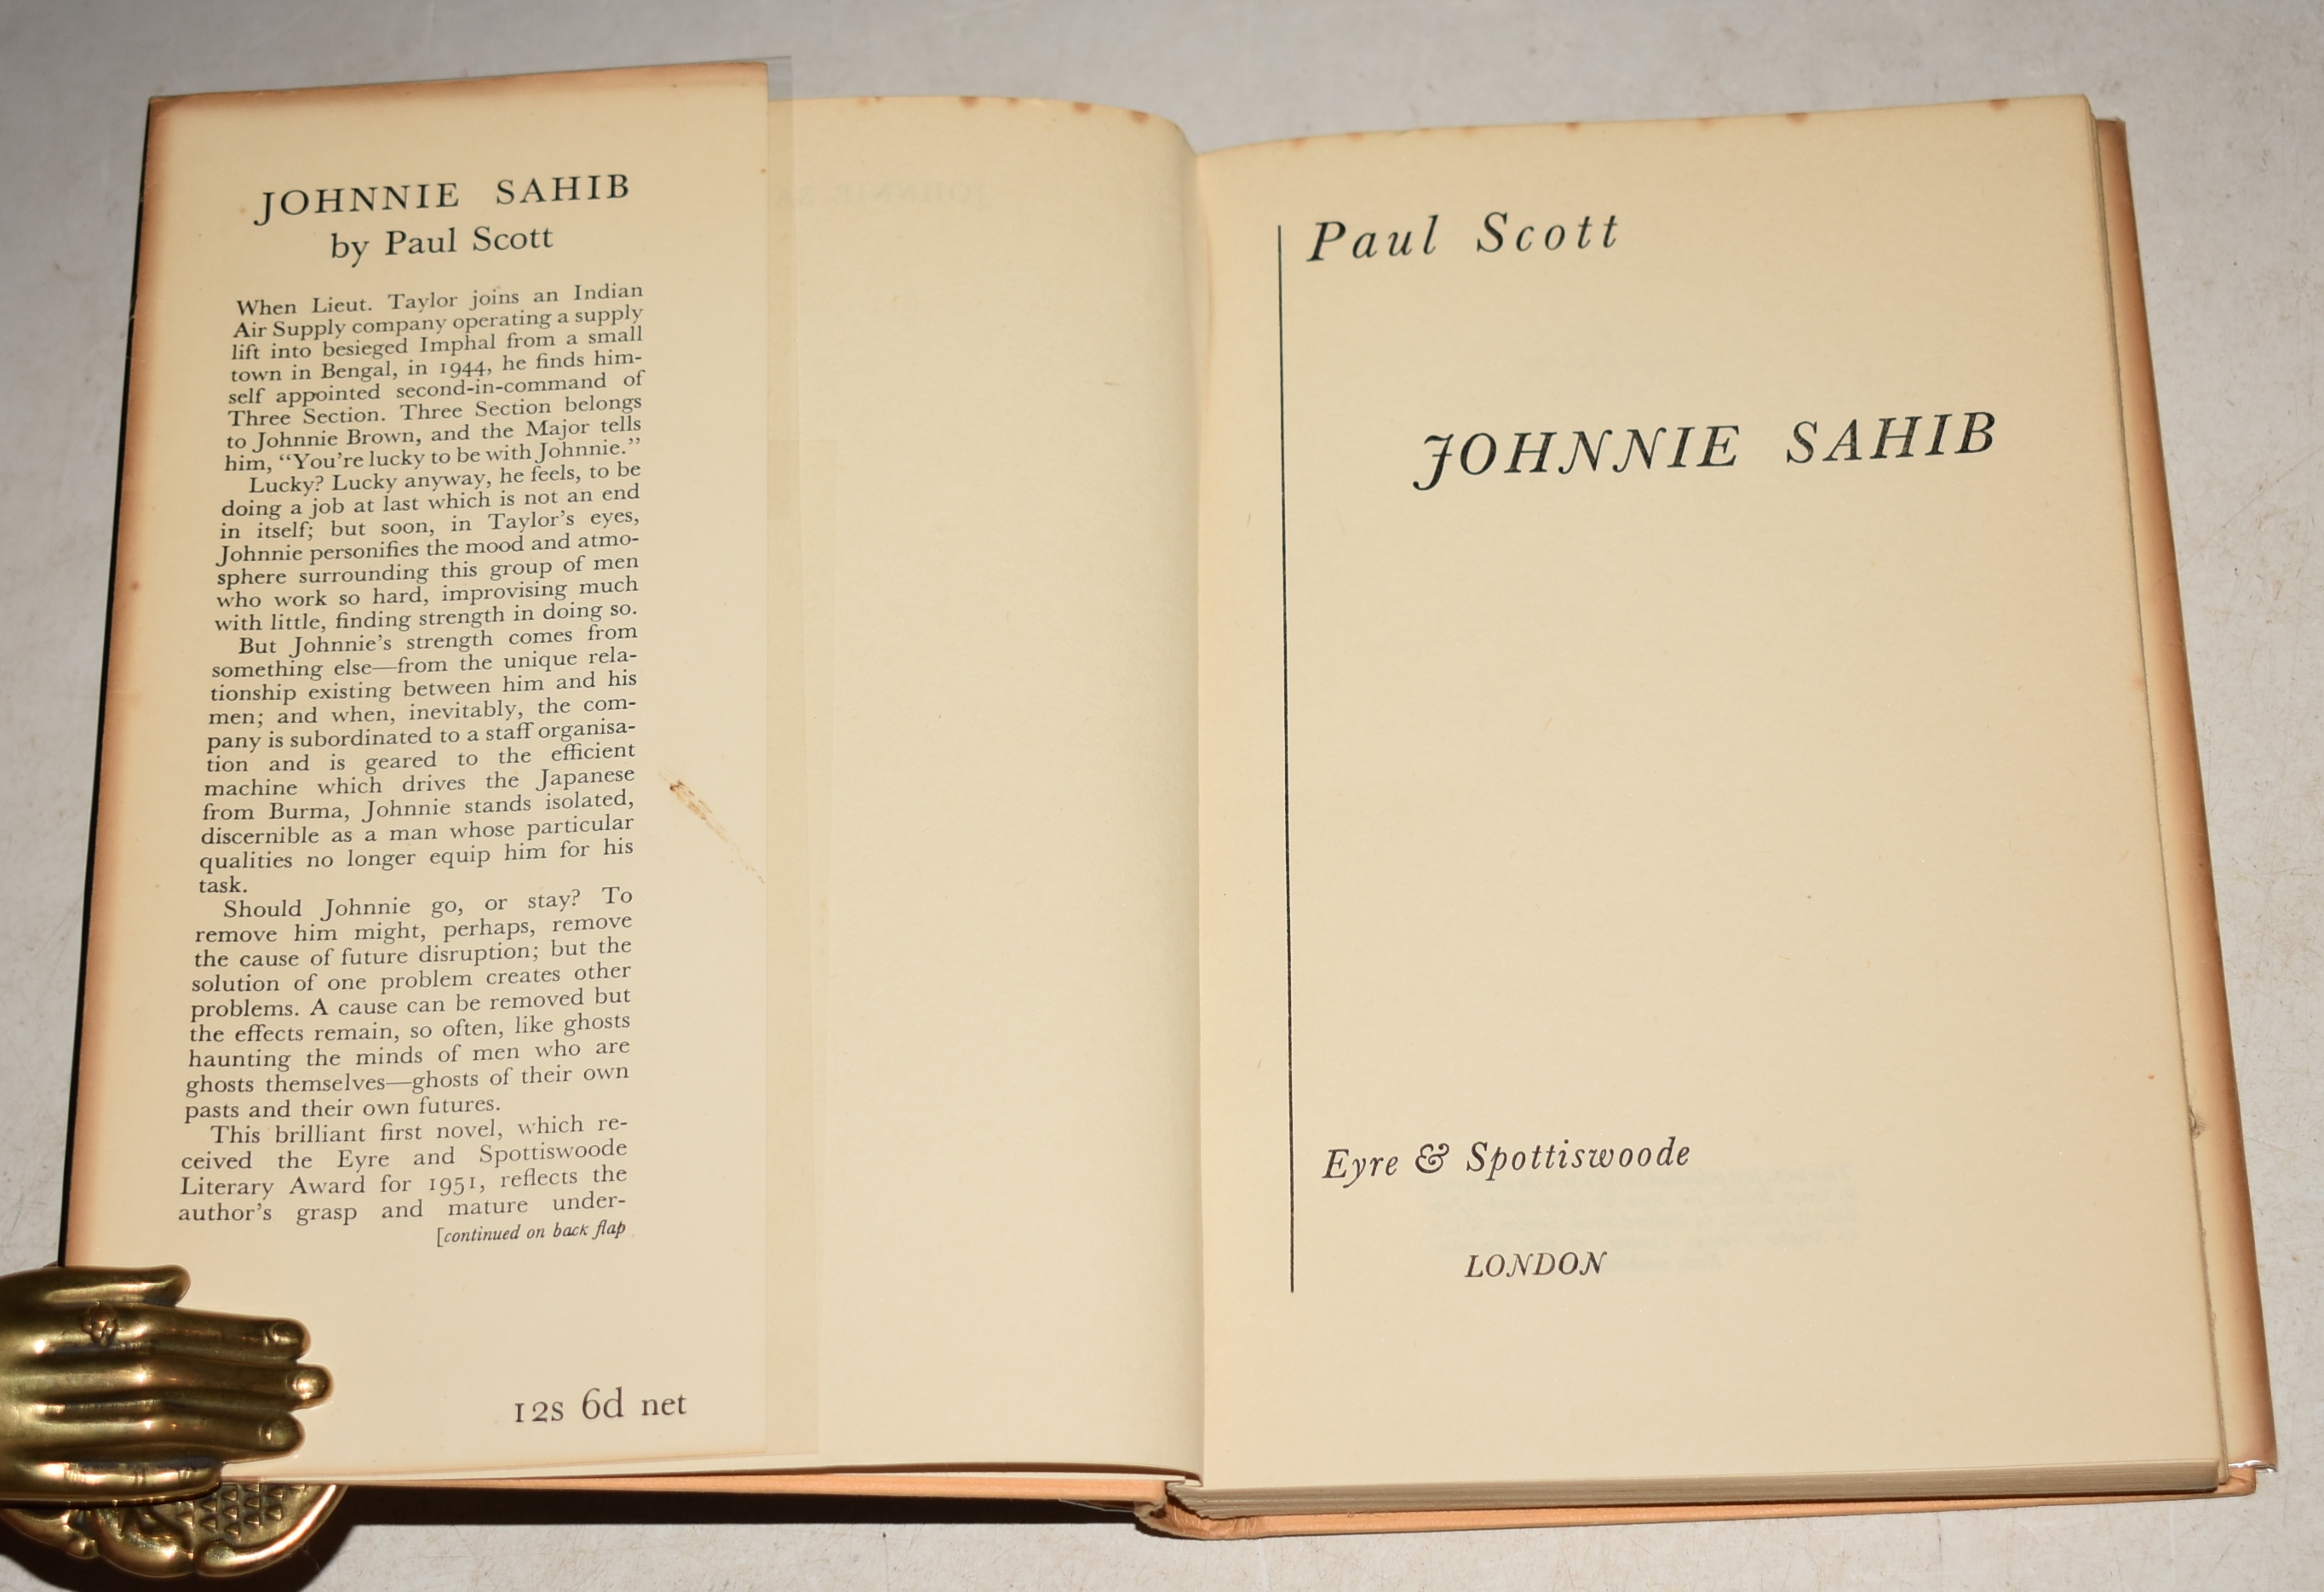 JOHNNIE SAHIB
by Paul Scott
When Lieut. Taylor joins an Indian
Air Supply company operating a supply
lift into besieged Imphal from a small
town in Bengal, in 1944, he finds him-
self appointed second-in-command of
Three Section. Three Section belongs
to Johnnie Brown, and the Major tells
him, “You're lucky to be with Johnnie.”
Lucky? Lucky anyway, he feels, to be
doing a job at last which is not an end
in itself; but soon, in Taylor's eyes,
Johnnie personifies the mood and atmo-
sphere surrounding this group of men
who work so hard, improvising much
with little, finding strength in doing so.
But Johnnie's strength comes from
something else—from the unique rela-
tionship existing between him and his
men; and when, inevitably, the com-
pany is subordinated to a staff organisa-
tion and is geared to the efficient
machine which drives the Japanese
from Burma, Johnnie stands isolated,
discernible as a man whose particular
qualities no longer equip him for his
task.
Should Johnnie go, or stay? To
remove him might, perhaps, remove
the cause of future disruption; but the
solution of one problem creates other
problems. A cause can be removed but
the effects remain, so often, like ghosts
haunting the minds of men who are
ghosts themselves—ghosts of their own
pasts and their own futures.
This brilliant first novel, which re-
ceived the Eyre and Spottiswoode
Literary Award for 1951, reflects the
author's grasp and mature under-
[continued on back flap
12s 6d net
Paul Scott
JOHNNIE SAHIB
Eyre & Spottiswoode
LONDON